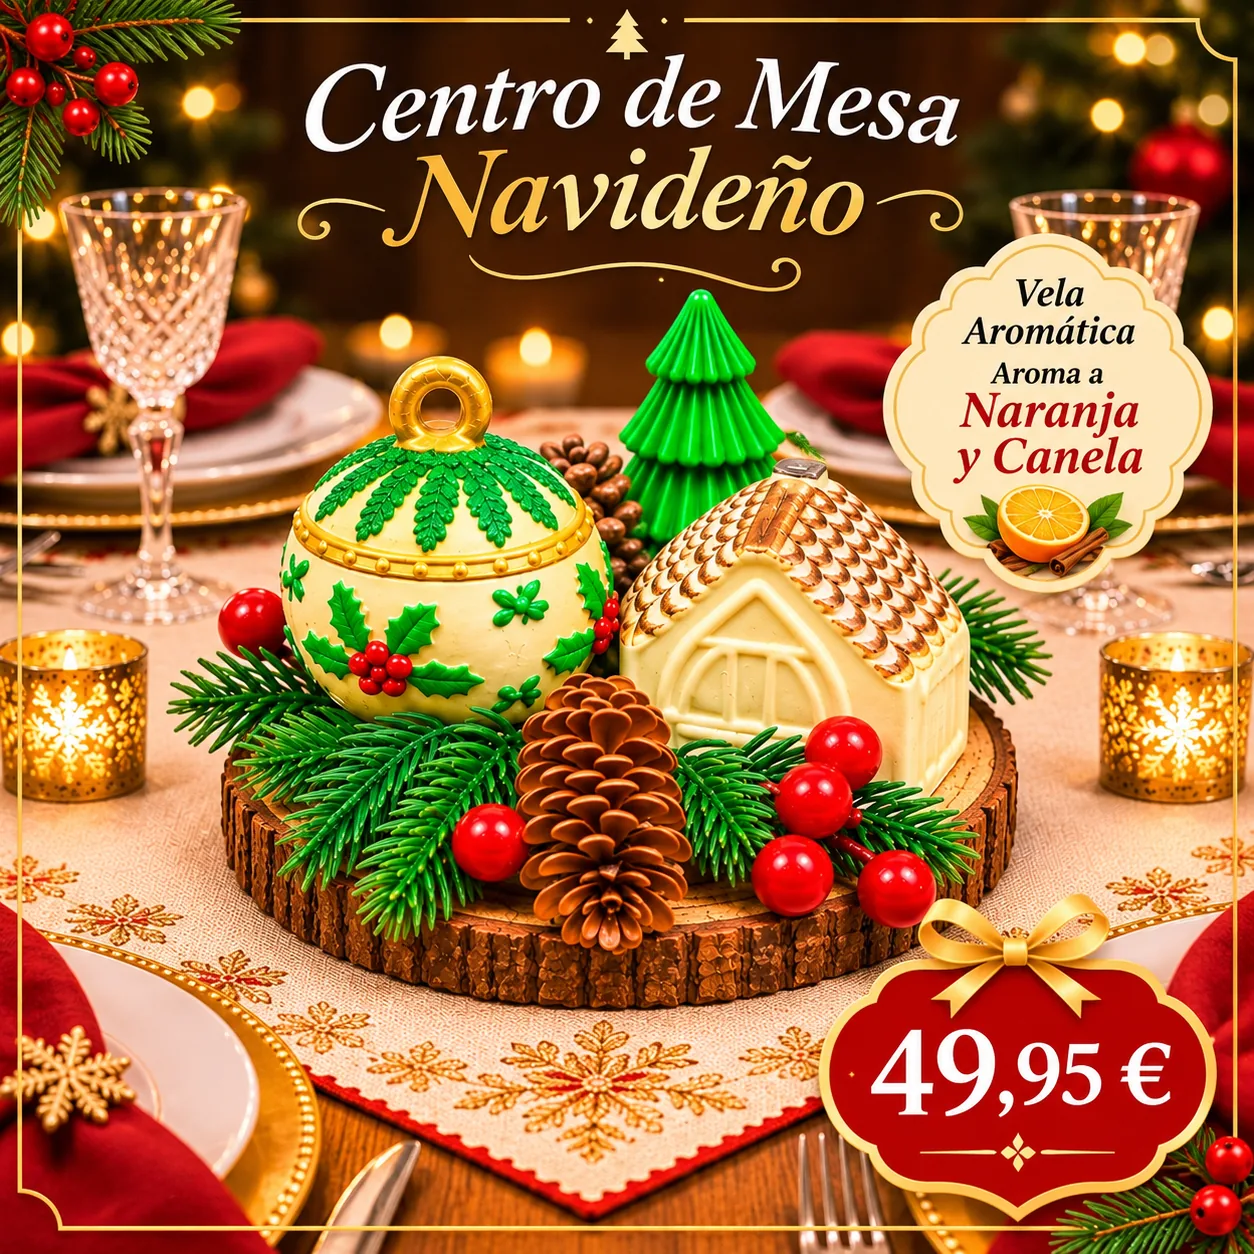 Centro de Mesa
Navideño
Vela
Aromática
Aroma a
Naranja
y Canela
49,95 €